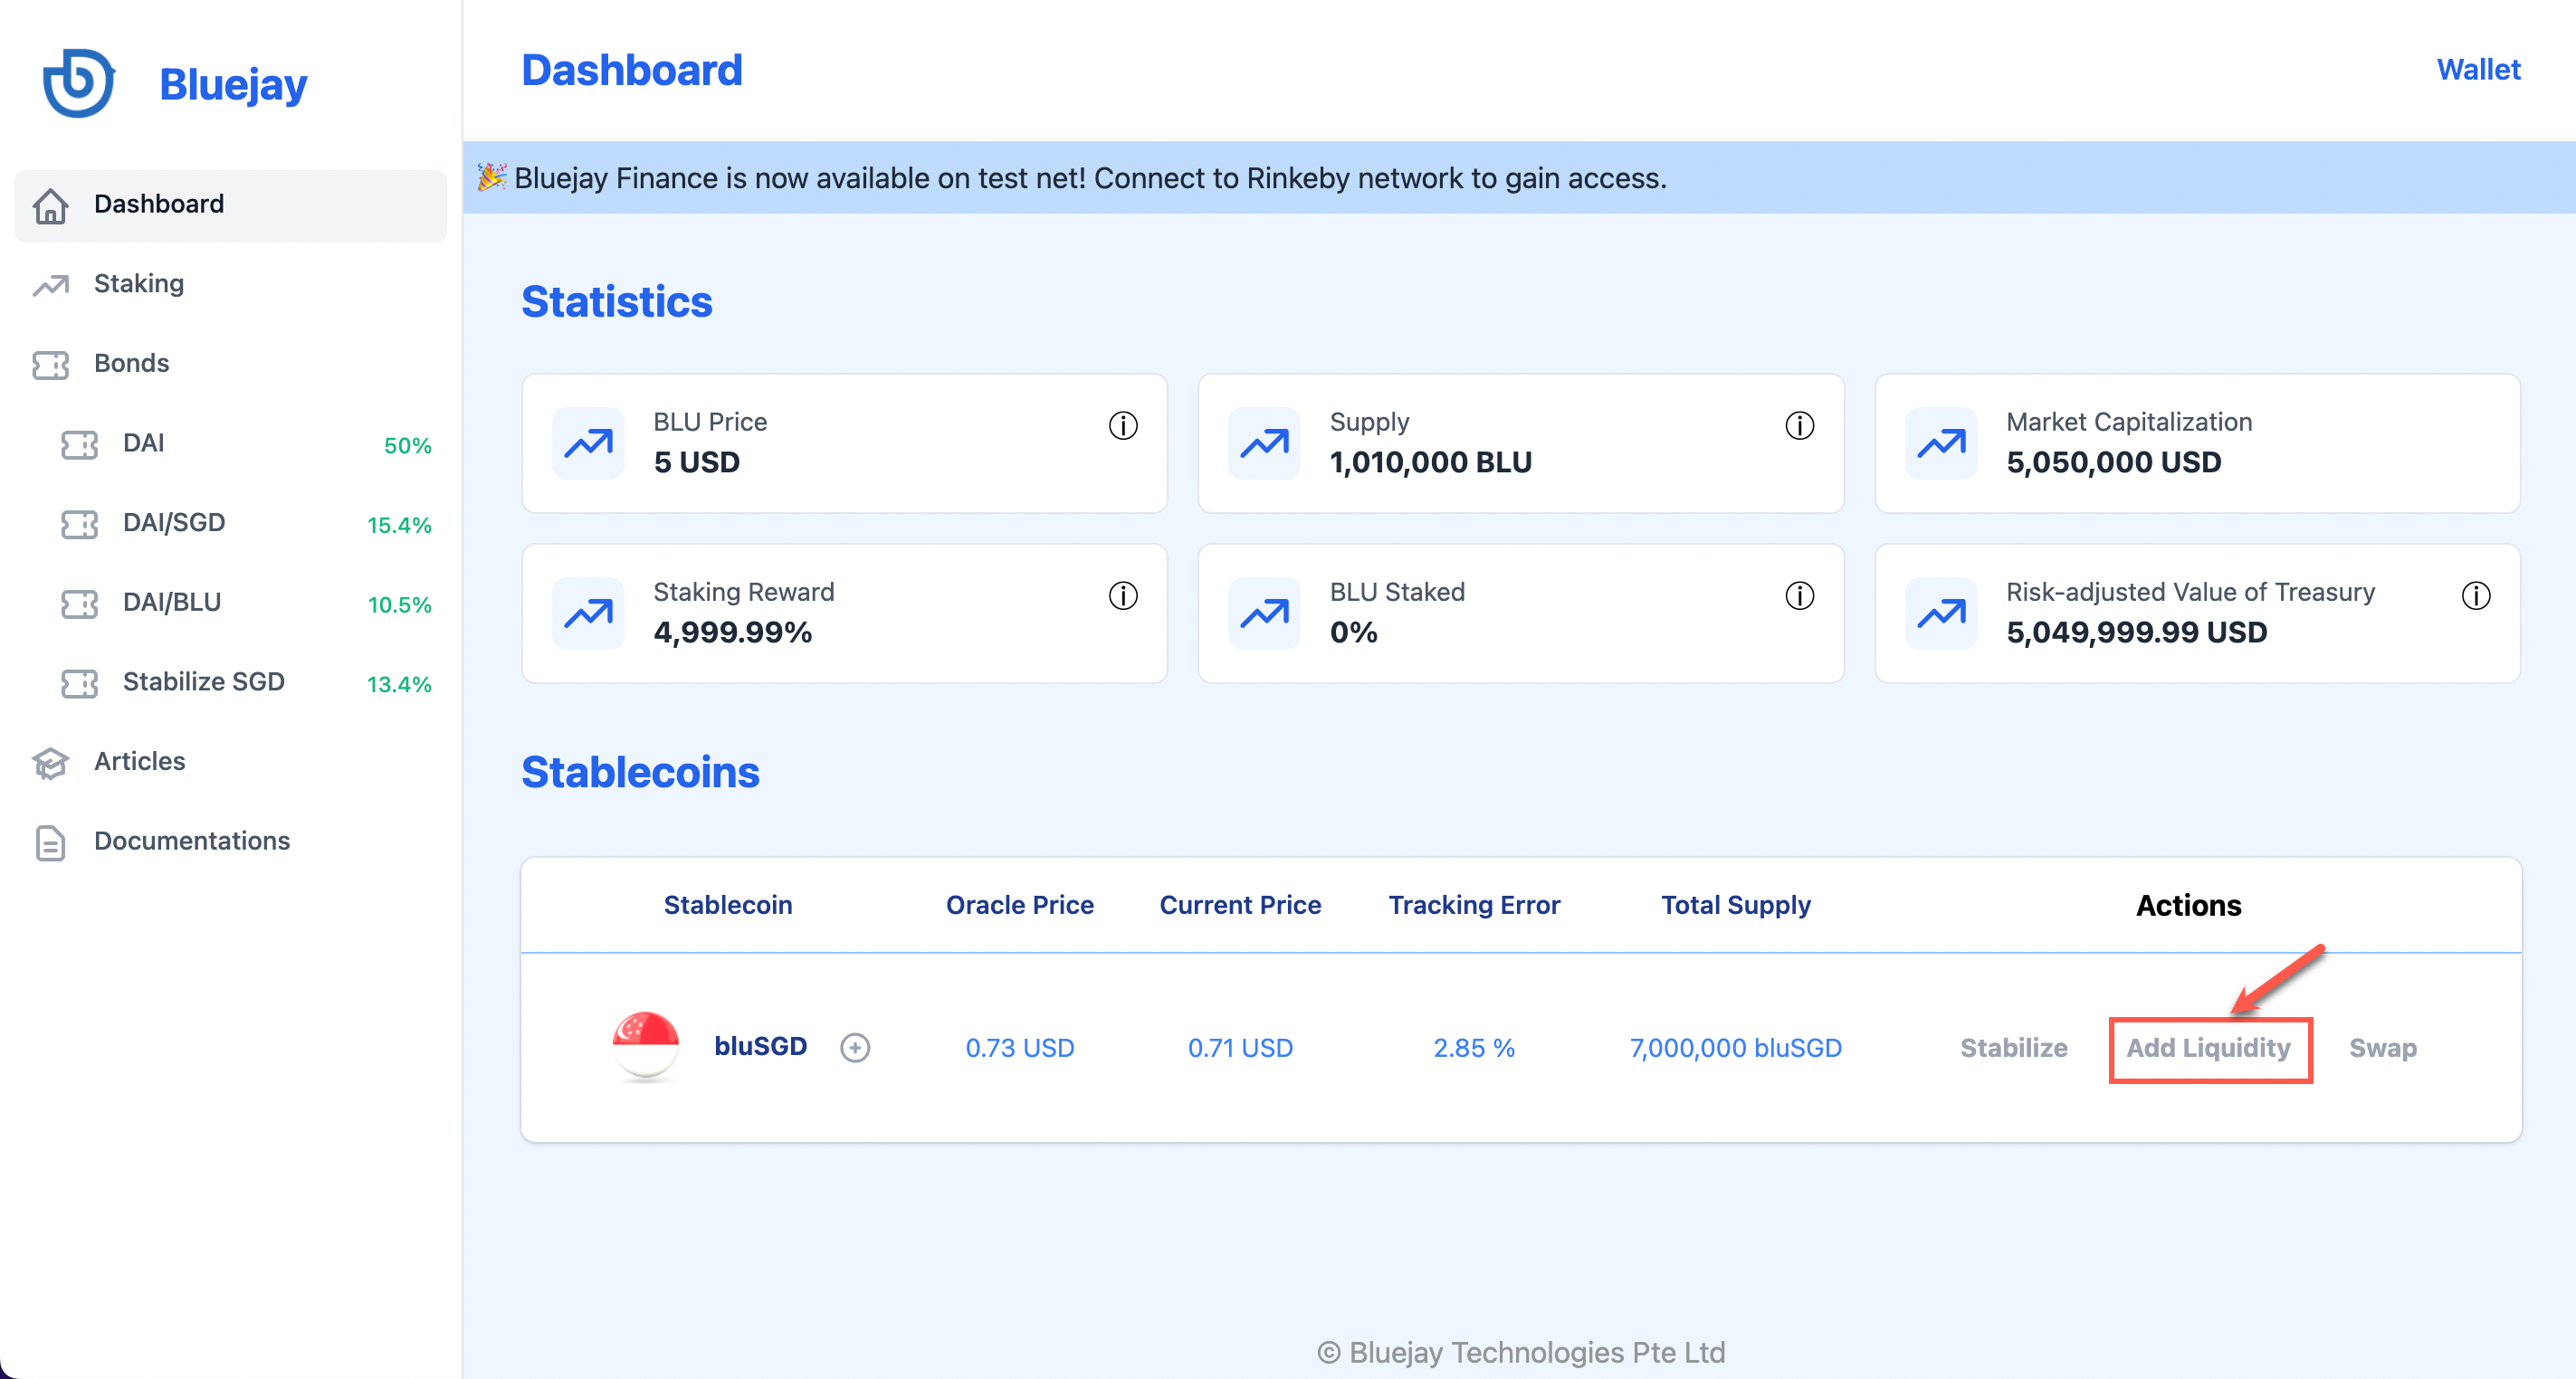 Bluejay
Dashboard
Staking
Bonds
DAI 50%
DAI/SGD 15.4%
DAI/BLU 10.5%
Stabilize SGD 13.4%
Articles
Documentations
Dashboard
Wallet
🎉 Bluejay Finance is now available on test net! Connect to Rinkeby network to gain access.
Statistics
BLU Price
5 USD
Supply
1,010,000 BLU
Market Capitalization
5,050,000 USD
Staking Reward
4,999.99%
BLU Staked
0%
Risk-adjusted Value of Treasury
5,049,999.99 USD
Stablecoins
Stablecoin Oracle Price Current Price Tracking Error Total Supply Actions
bluSGD 0.73 USD 0.71 USD 2.85 % 7,000,000 bluSGD Stabilize Add Liquidity Swap
© Bluejay Technologies Pte Ltd